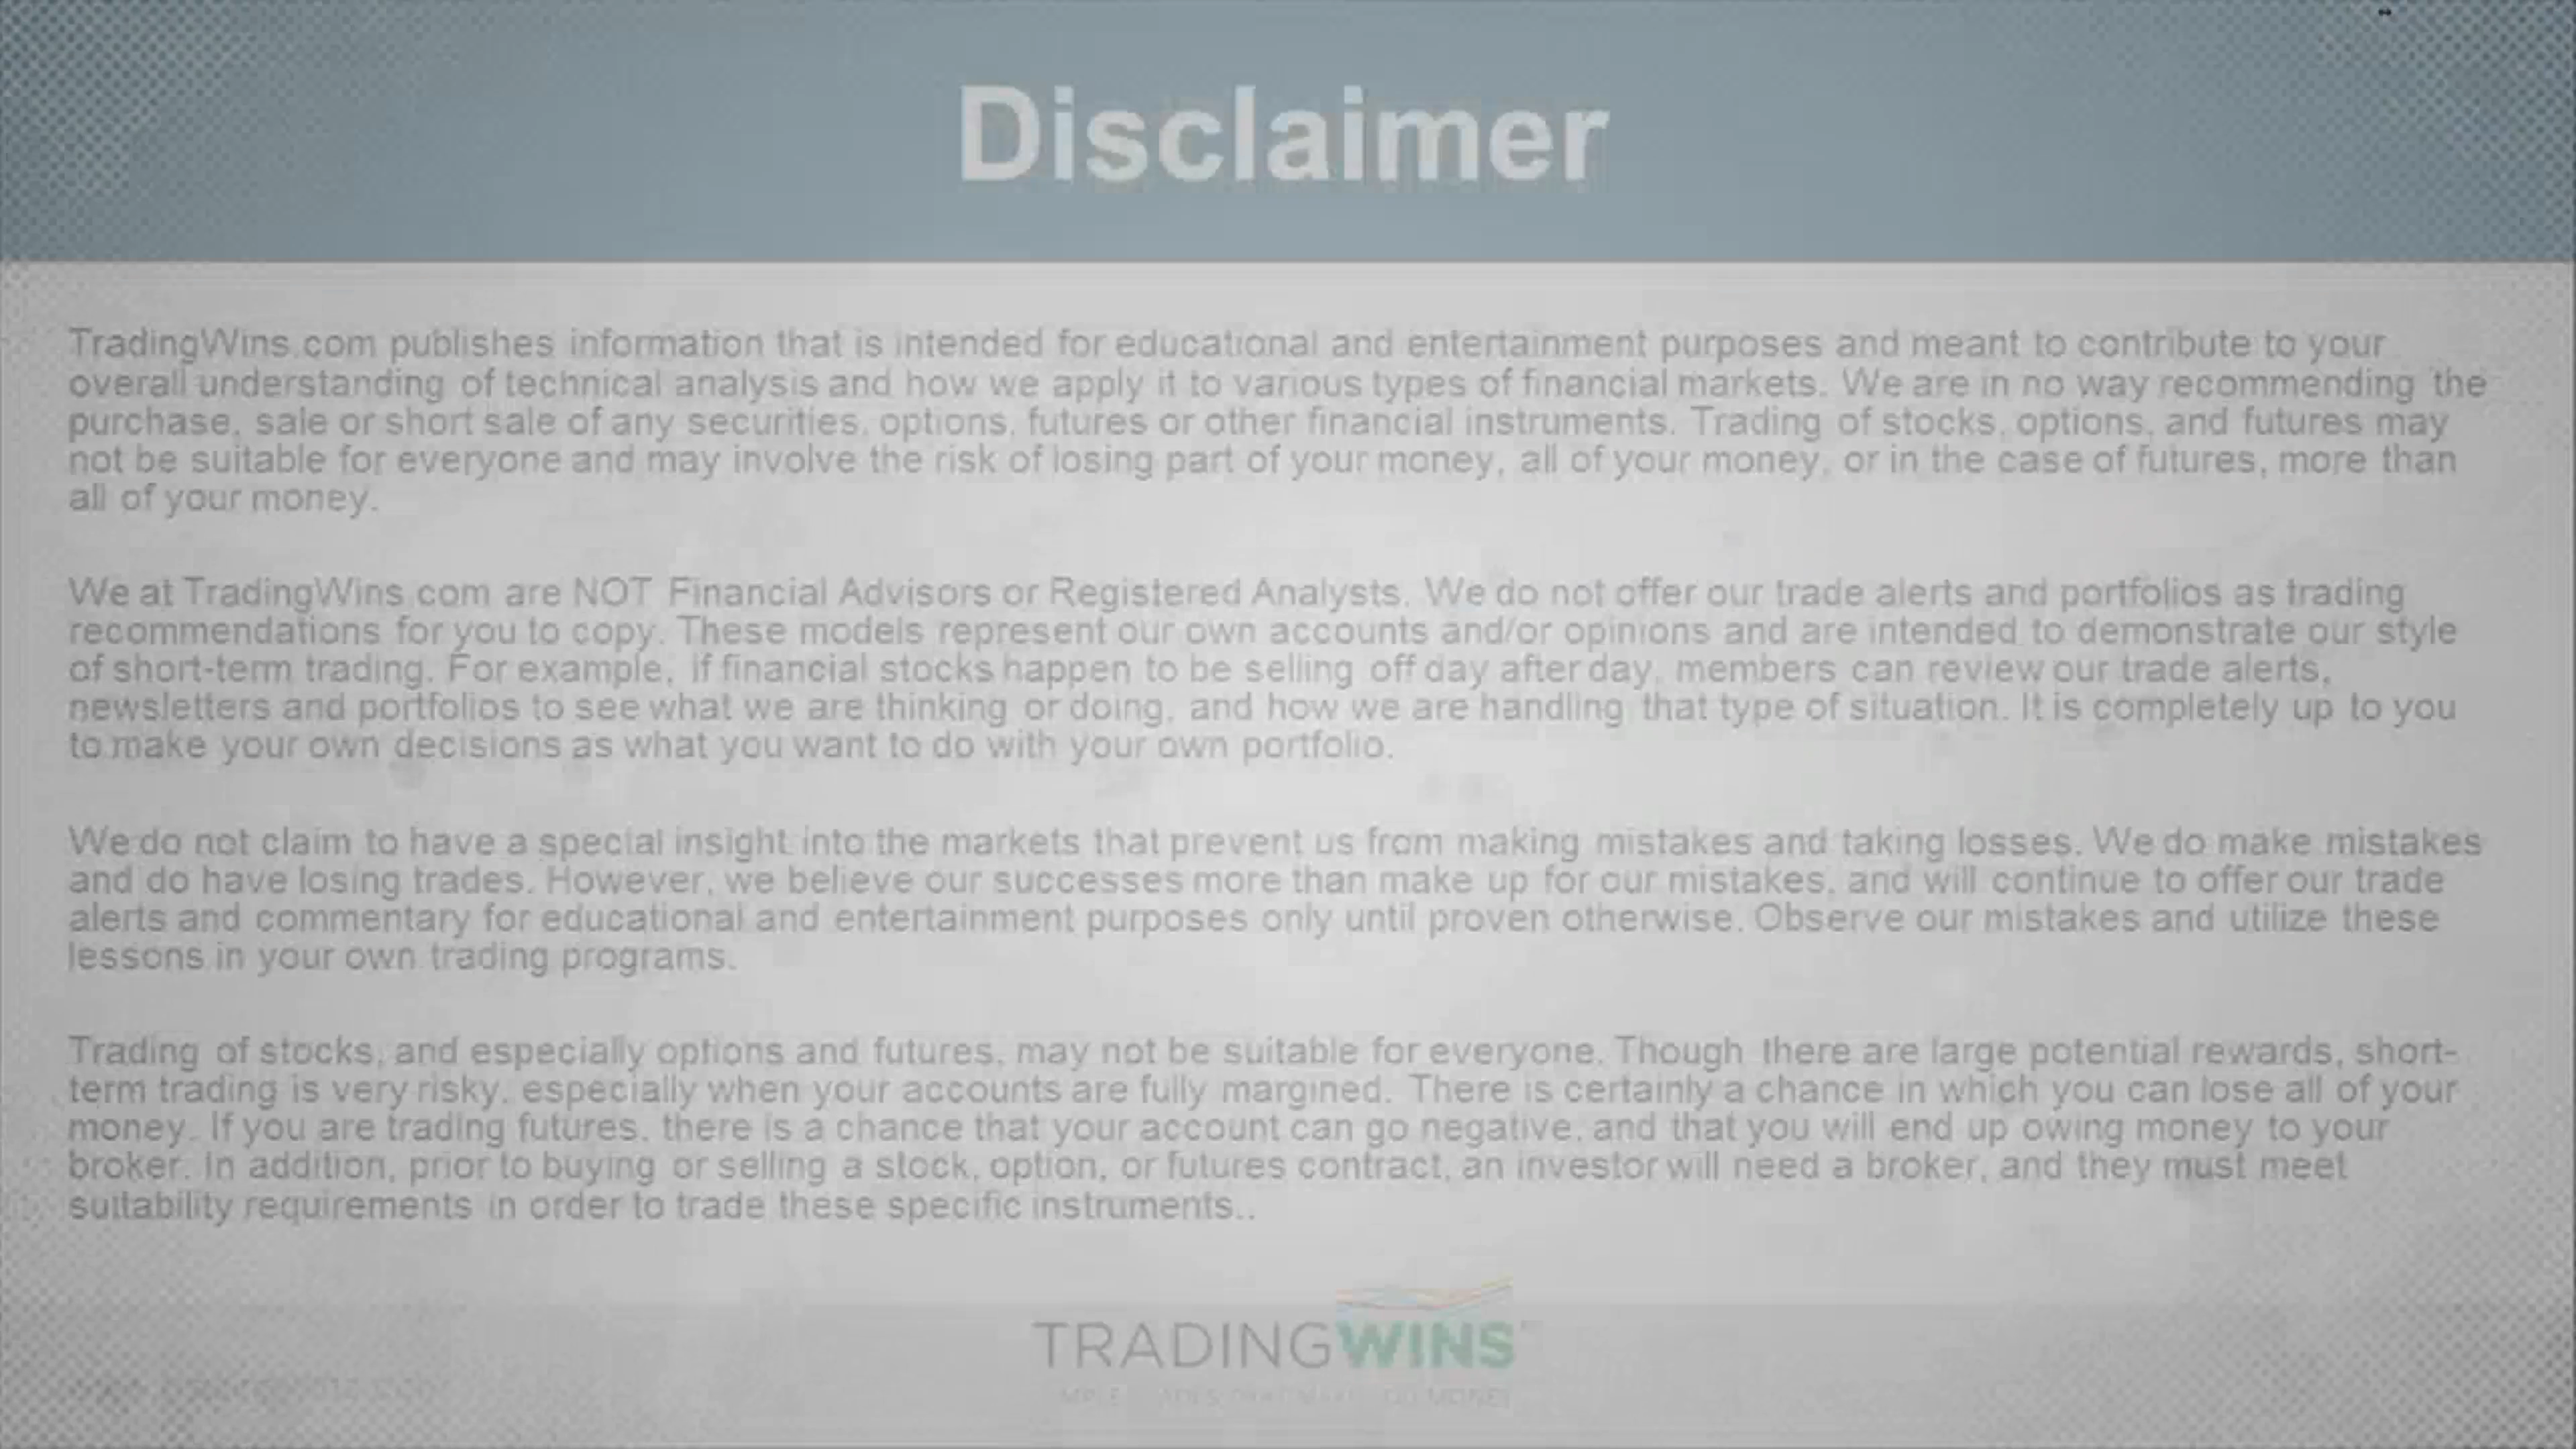 Disclaimer
TradingWins.com publishes information that is intended for educational and entertainment purposes and meant to contribute to your
overall understanding of technical analysis and how we apply it to various types of financial markets. We are in no way recommending the
purchase, sale or short sale of any securities, options, futures or other financial instruments. Trading of stocks, options, and futures may
not be suitable for everyone and may involve the risk of losing part of your money, all of your money, or in the case of futures, more than
all of your money.
We at TradingWins.com are NOT Financial Advisors or Registered Analysts. We do not offer our trade alerts and portfolios as trading
recommendations for you to copy. These models represent our own accounts and/or opinions and are intended to demonstrate our style
of short-term trading. For example, if financial stocks happen to be selling off day after day, members can review our trade alerts,
newsletters and portfolios to see what we are thinking or doing, and how we are handling that type of situation. It is completely up to you
to make your own decisions as what you want to do with your own portfolio.
We do not claim to have a special insight into the markets that prevent us from making mistakes and taking losses. We do make mistakes
and do have losing trades. However, we believe our successes more than make up for our mistakes, and will continue to offer our trade
alerts and commentary for educational and entertainment purposes only until proven otherwise. Observe our mistakes and utilize these
lessons in your own trading programs.
Trading of stocks, and especially options and futures, may not be suitable for everyone. Though there are large potential rewards, short-
term trading is very risky, especially when your accounts are fully margined. There is certainly a chance in which you can lose all of your
money. If you are trading futures, there is a chance that your account can go negative, and that you will end up owing money to your
broker. In addition, prior to buying or selling a stock, option, or futures contract, an investor will need a broker, and they must meet
suitability requirements in order to trade these specific instruments..
TRADINGWINS
MONEY